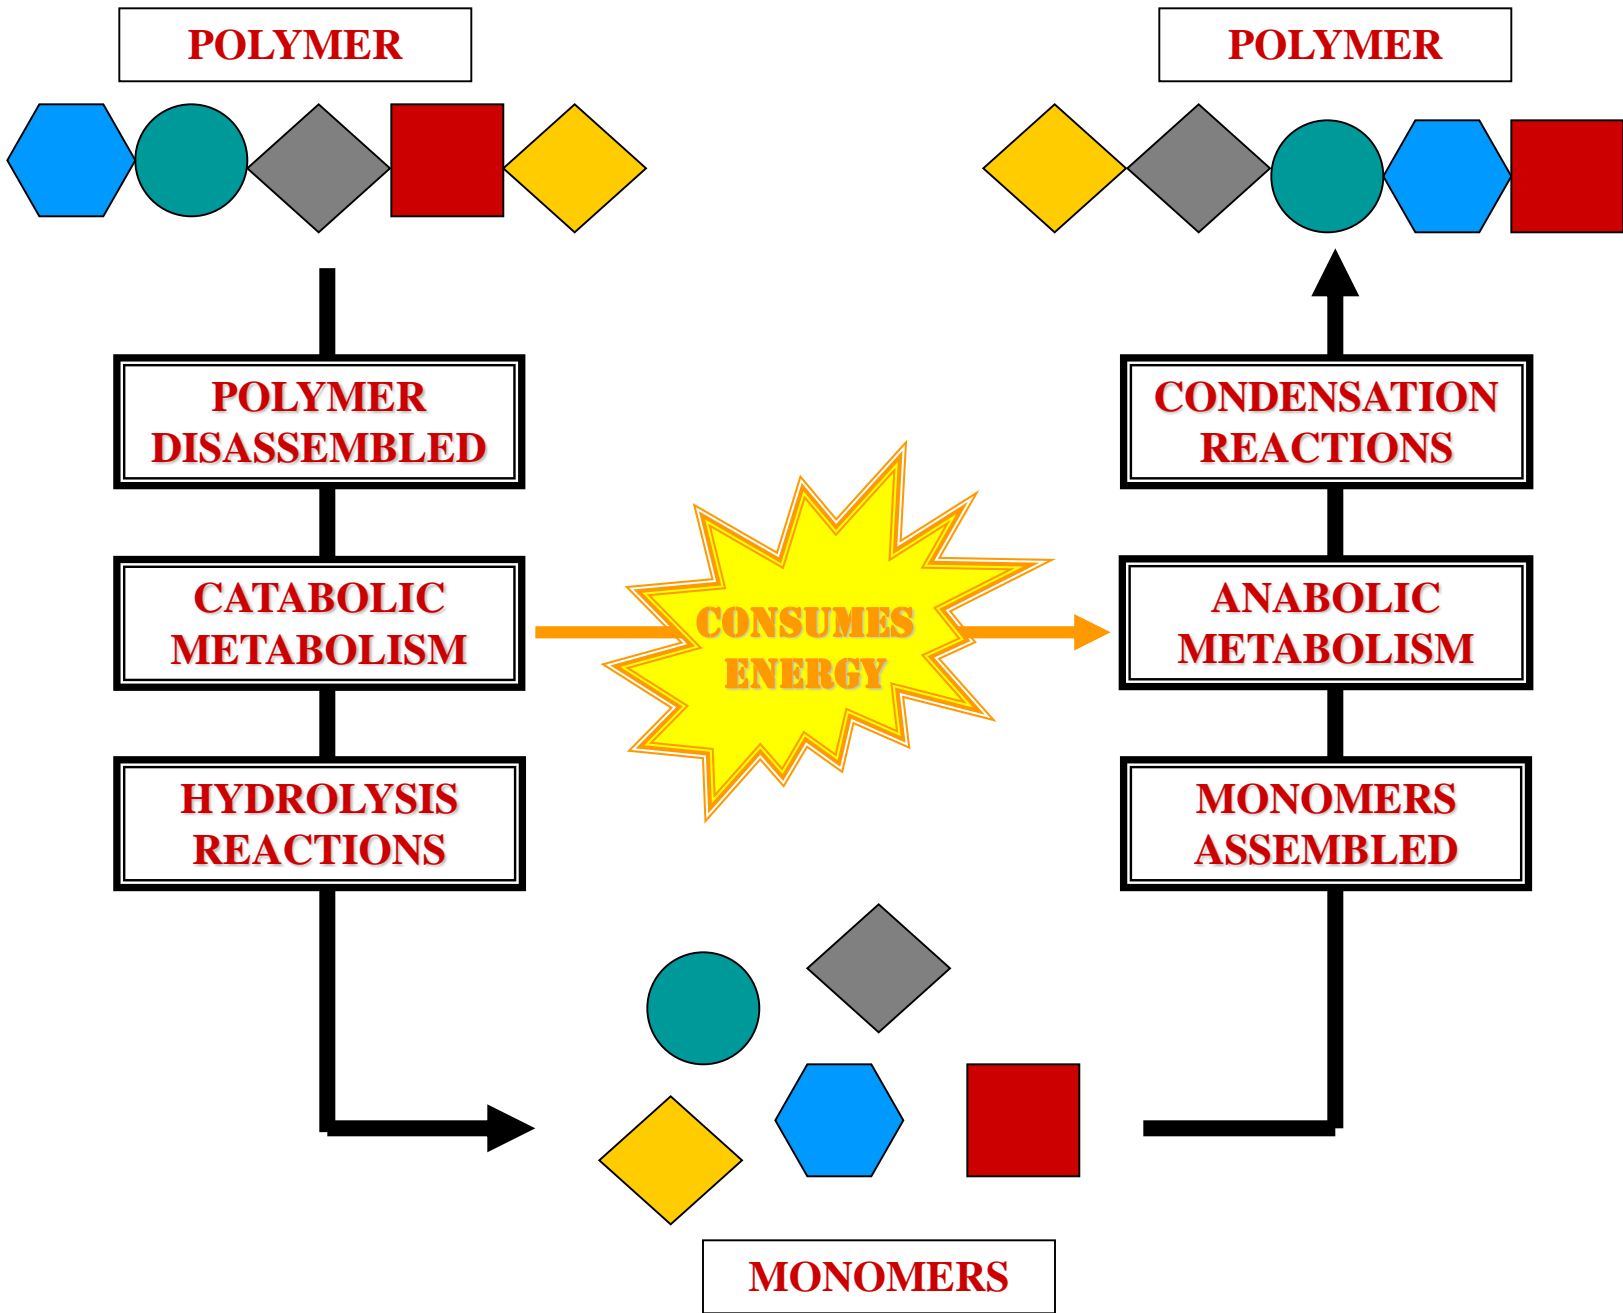 POLYMER
POLYMER
POLYMER
DISASSEMBLED
CATABOLIC
METABOLISM
HYDROLYSIS
REACTIONS
CONSUMES
ENERGY
CONDENSATION
REACTIONS
ANABOLIC
METABOLISM
MONOMERS
ASSEMBLED
MONOMERS